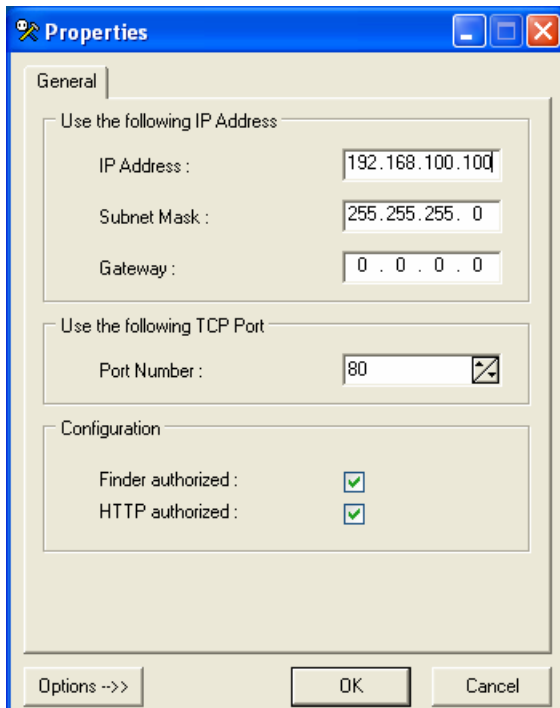 Properties
General
Use the following IP Address
IP Address : 192.168.100.100
Subnet Mask : 255.255.255. 0
Gateway : 0 . 0 . 0 . 0
Use the following TCP Port
Port Number : 80
Configuration
Finder authorized :
HTTP authorized :
Options -->> OK Cancel